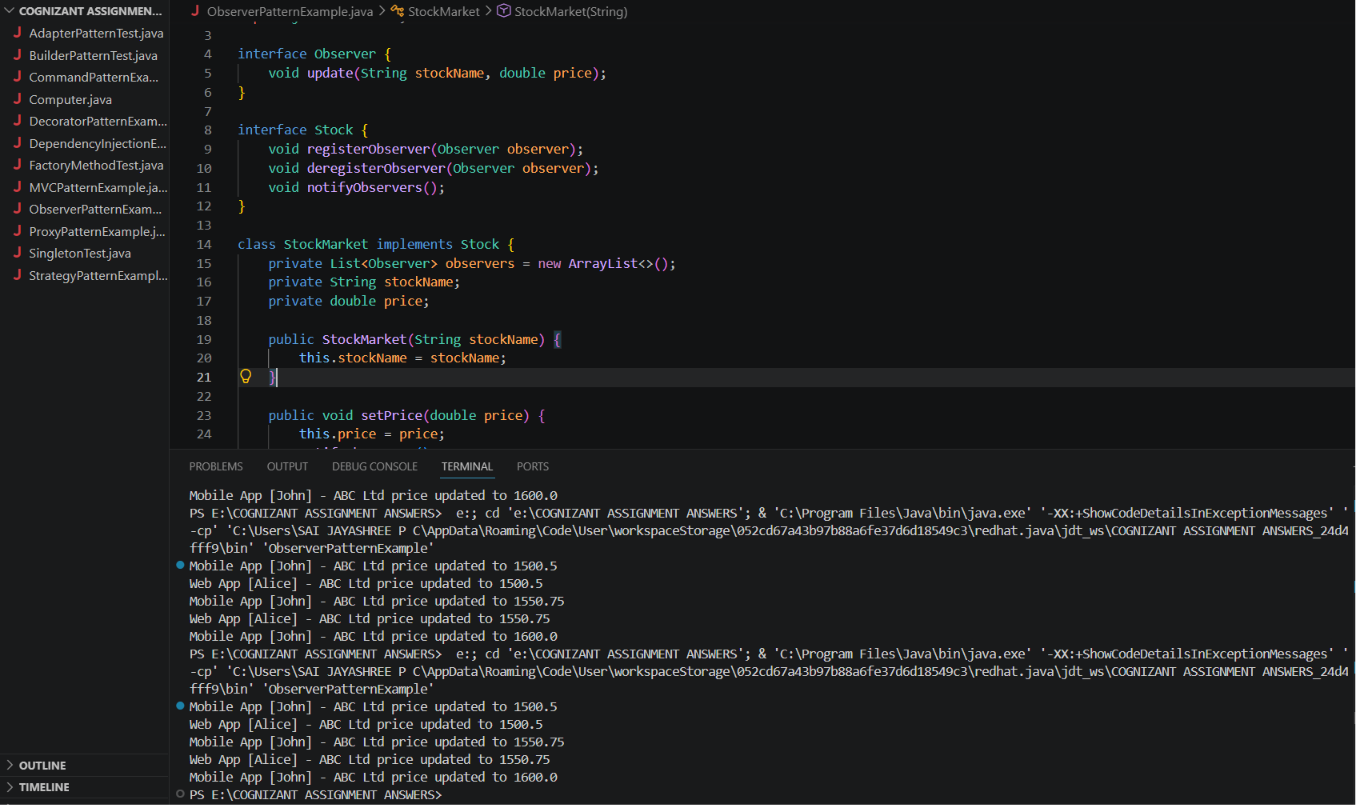 COGNIZANT ASSIGNMEN...
AdapterPatternTest.java
BuilderPatternTest.java
CommandPatternExa...
Computer.java
DecoratorPatternExam...
DependencyInjectionE...
FactoryMethodTest.java
MVCPatternExample.ja...
ObserverPatternExam...
ProxyPatternExample.j...
SingletonTest.java
StrategyPatternExampl...
OUTLINE
TIMELINE
ObserverPatternExample.java > StockMarket > StockMarket(String)
3
4 interface Observer {
5 void update(String stockName, double price);
6 }
7
8 interface Stock {
9 void registerObserver(Observer observer);
10 void deregisterObserver(Observer observer);
11 void notifyObservers();
12 }
13
14 class StockMarket implements Stock {
15 private List<Observer> observers = new ArrayList<>();
16 private String stockName;
17 private double price;
18
19 public StockMarket(String stockName) {
20 this.stockName = stockName;
21 }
22
23 public void setPrice(double price) {
24 this.price = price;
PROBLEMS OUTPUT DEBUG CONSOLE TERMINAL PORTS
Mobile App [John] - ABC Ltd price updated to 1600.0
PS E:\COGNIZANT ASSIGNMENT ANSWERS>  e:; cd 'e:\COGNIZANT ASSIGNMENT ANSWERS'; & 'C:\Program Files\Java\bin\java.exe' '-XX:+ShowCodeDetailsInExceptionMessages' '
-cp' 'C:\Users\SAI JAYASHREE P C\AppData\Roaming\Code\User\workspaceStorage\052cd67a43b97b88a6fe37d6d18549c3\redhat.java\jdt_ws\COGNIZANT ASSIGNMENT ANSWERS_24d4
fff9\bin' 'ObserverPatternExample'
Mobile App [John] - ABC Ltd price updated to 1500.5
Web App [Alice] - ABC Ltd price updated to 1500.5
Mobile App [John] - ABC Ltd price updated to 1550.75
Web App [Alice] - ABC Ltd price updated to 1550.75
Mobile App [John] - ABC Ltd price updated to 1600.0
PS E:\COGNIZANT ASSIGNMENT ANSWERS>  e:; cd 'e:\COGNIZANT ASSIGNMENT ANSWERS'; & 'C:\Program Files\Java\bin\java.exe' '-XX:+ShowCodeDetailsInExceptionMessages' '
-cp' 'C:\Users\SAI JAYASHREE P C\AppData\Roaming\Code\User\workspaceStorage\052cd67a43b97b88a6fe37d6d18549c3\redhat.java\jdt_ws\COGNIZANT ASSIGNMENT ANSWERS_24d4
fff9\bin' 'ObserverPatternExample'
Mobile App [John] - ABC Ltd price updated to 1500.5
Web App [Alice] - ABC Ltd price updated to 1500.5
Mobile App [John] - ABC Ltd price updated to 1550.75
Web App [Alice] - ABC Ltd price updated to 1550.75
Mobile App [John] - ABC Ltd price updated to 1600.0
PS E:\COGNIZANT ASSIGNMENT ANSWERS>